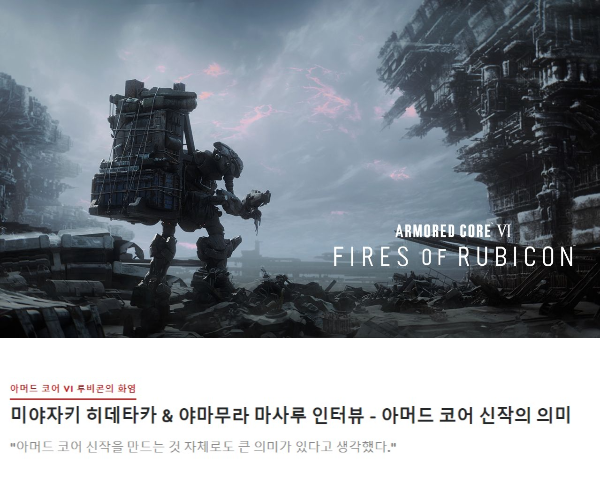 ARMORED CORE VI
FIRES OF RUBICON
아머드 코어 VI 루비콘의 화염
미야자키 히데타카 & 야마무라 마사루 인터뷰 - 아머드 코어 신작의 의미
"아머드 코어 신작을 만드는 것 자체로도 큰 의미가 있다고 생각했다."